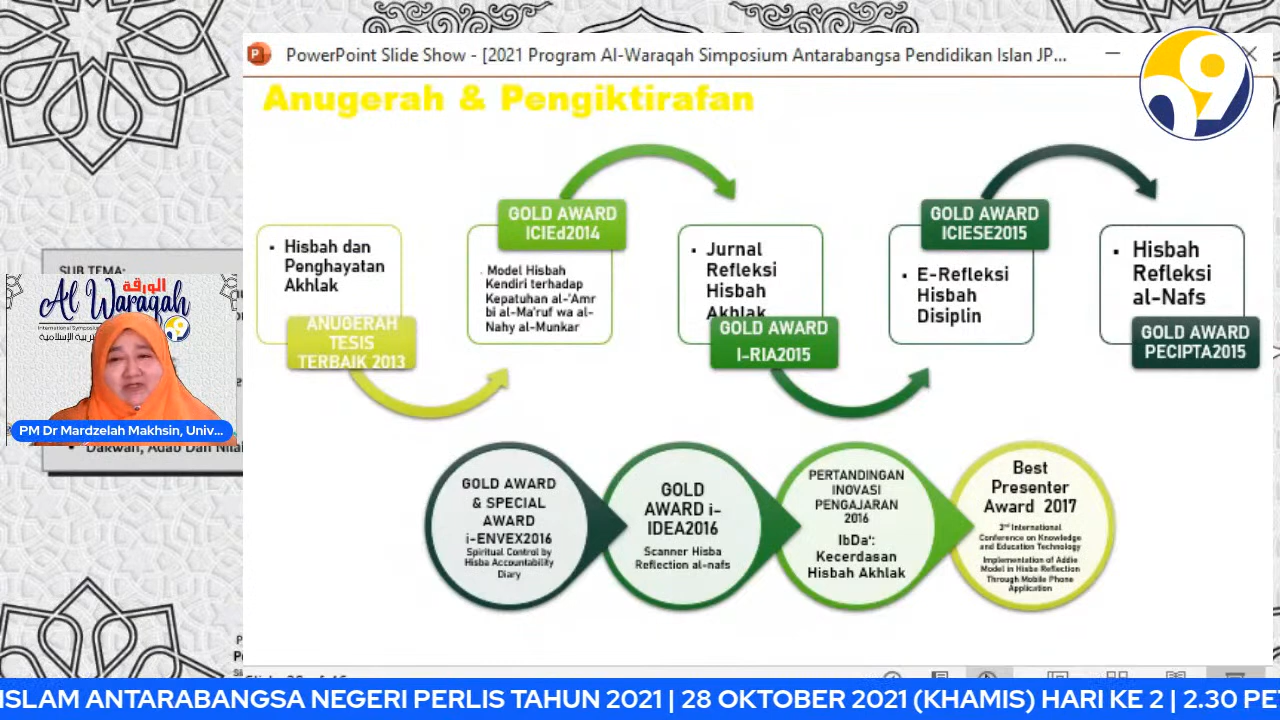 PowerPoint Slide Show - [2021 Program Al-Waraqah Simposium Antarabangsa Pendidikan Islan JP...
Anugerah & Pengiktirafan
Hisbah dan
Penghayatan
Akhlak
ANUGERAH
TESIS
TERBAIK 2013
GOLD AWARD
ICIEd2014
Model Hisbah
Kendiri terhadap
Kepatuhan al-'Amr
bi al-Ma'ruf wa al-
Nahy al-Munkar
Jurnal
Refleksi
Hisbah
Akhlak
GOLD AWARD
I-RIA2015
GOLD AWARD
ICIESE2015
E-Refleksi
Hisbah
Disiplin
Hisbah
Refleksi
al-Nafs
GOLD AWARD
PECIPTA2015
GOLD AWARD
& SPECIAL
AWARD
i-ENVEX2016
Spiritual Control by
Hisba Accountability
Diary
GOLD
AWARD i-
IDEA2016
Scanner Hisba
Reflection al-nafs
PERTANDINGAN
INOVASI
PENGAJARAN
2016
IbDa':
Kecerdasan
Hisbah Akhlak
Best
Presenter
Award 2017
3rd International
Conference on Knowledge
and Education Technology
Implementation of Addie
Model in Hisba Reflection
Through Mobile Phone
Application
SUB TEMA:
الورقة
Al Waraqah
International Symposiu
PM Dr Mardzelah Makhsin, Univ...
Dakwah, Adab Dan Nilai
ISLAM ANTARABANGSA NEGERI PERLIS TAHUN 2021 | 28 OKTOBER 2021 (KHAMIS) HARI KE 2 | 2.30 PE